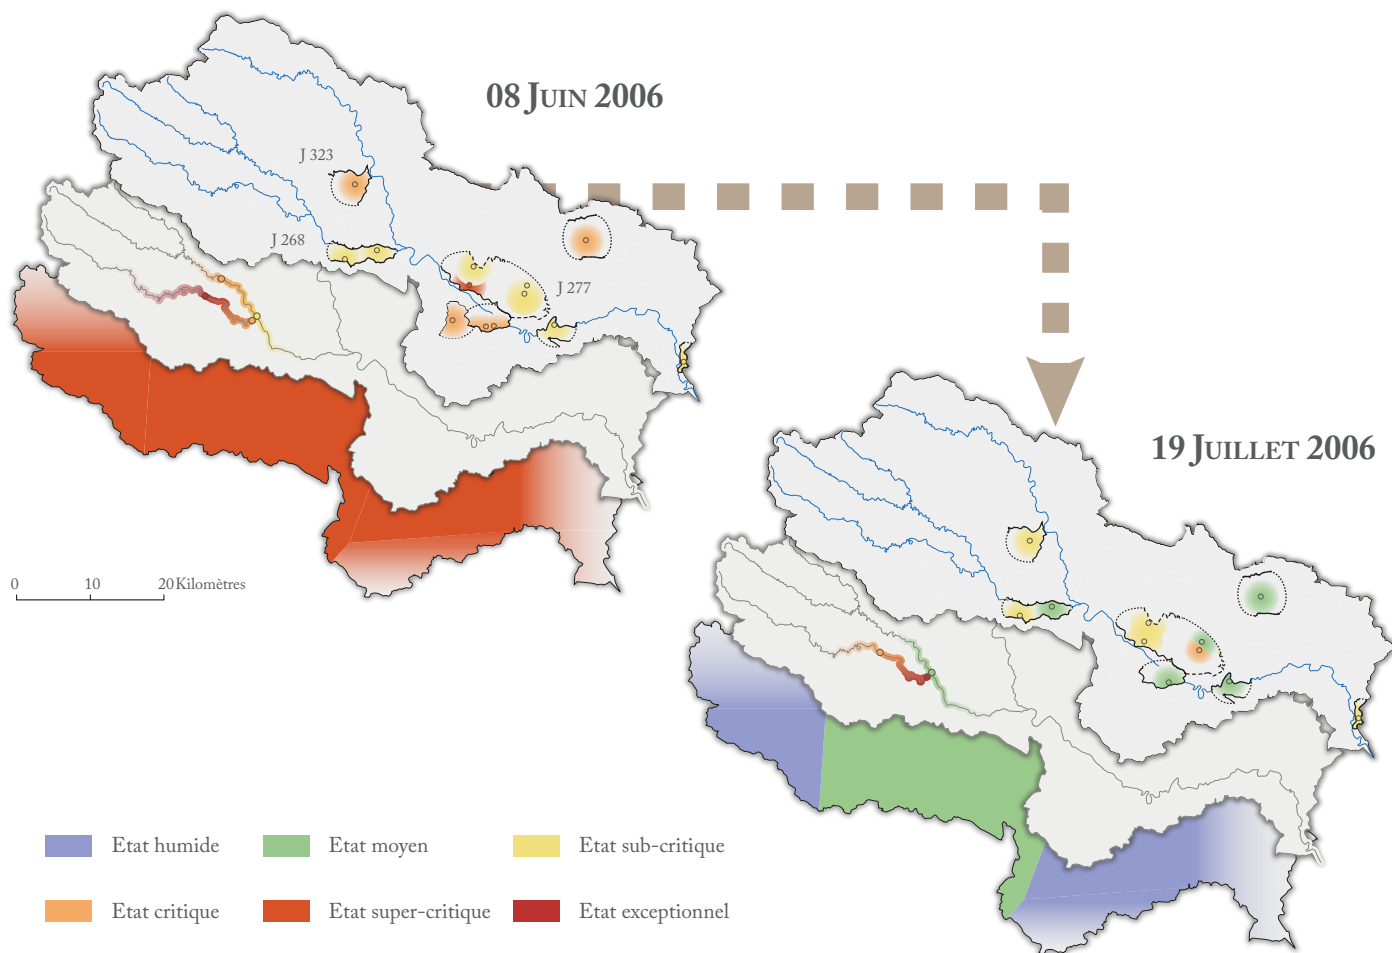 08 JUIN 2006
J 323
J 268
J 277
19 JUILLET 2006
0 10 20 Kilomètres
Etat humide
Etat moyen
Etat sub-critique
Etat critique
Etat super-critique
Etat exceptionnel